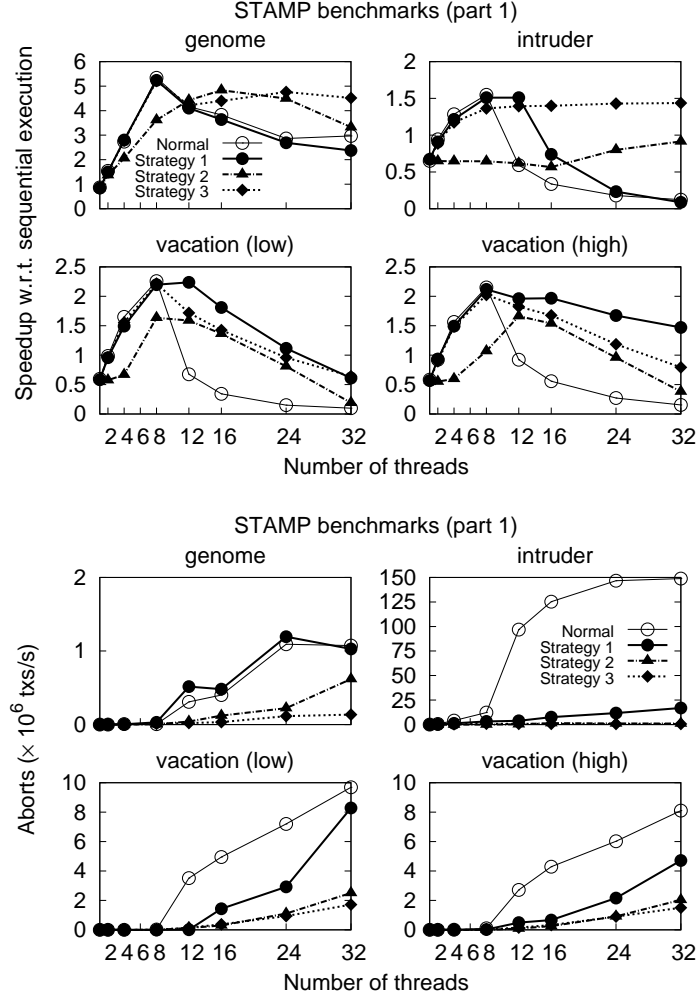 STAMP benchmarks (part 1)
genome
intruder
Speedup w.r.t. sequential execution
6
5
4
3
2
1
0
Normal
Strategy 1
Strategy 2
Strategy 3
2
1.5
1
0.5
0
vacation (low)
vacation (high)
2.5
2
1.5
1
0.5
0
2 4 6 8 12 16 24 32
2.5
2
1.5
1
0.5
0
2 4 6 8 12 16 24 32
Number of threads
STAMP benchmarks (part 1)
genome
intruder
Aborts (× 10^6 txs/s)
2
1
0
150
125
100
75
50
25
0
Normal
Strategy 1
Strategy 2
Strategy 3
vacation (low)
vacation (high)
10
8
6
4
2
0
2 4 6 8 12 16 24 32
10
8
6
4
2
0
2 4 6 8 12 16 24 32
Number of threads